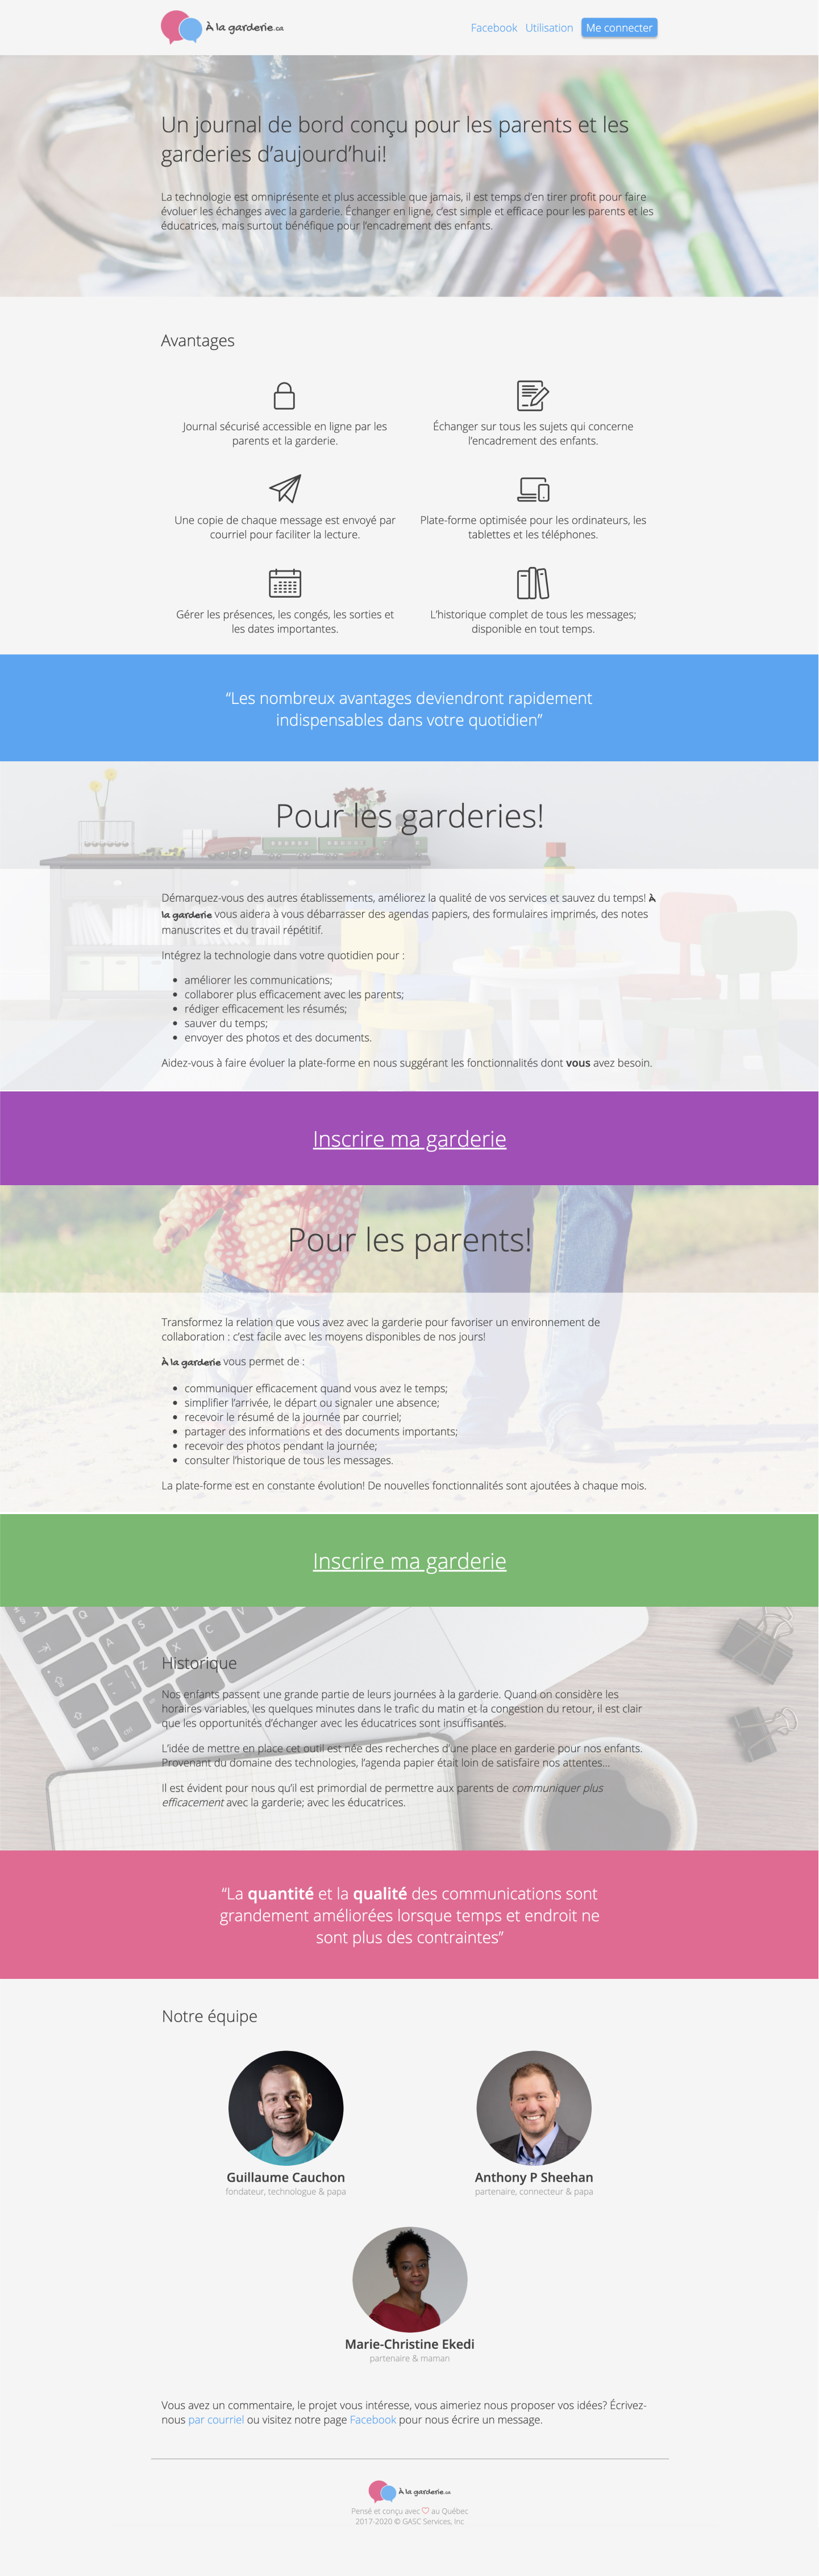 À la garderie.ca
Facebook Utilisation Me connecter
Un journal de bord conçu pour les parents et les
garderies d'aujourd'hui!
La technologie est omniprésente et plus accessible que jamais, il est temps d'en tirer profit pour faire
évoluer les échanges avec la garderie. Échanger en ligne, c'est simple et efficace pour les parents et les
éducatrices, mais surtout bénéfique pour l'encadrement des enfants.
Avantages
Journal sécurisé accessible en ligne par les
parents et la garderie.
Échanger sur tous les sujets qui concerne
l'encadrement des enfants.
Une copie de chaque message est envoyé par
courriel pour faciliter la lecture.
Plate-forme optimisée pour les ordinateurs, les
tablettes et les téléphones.
Gérer les présences, les congés, les sorties et
les dates importantes.
L'historique complet de tous les messages;
disponible en tout temps.
“Les nombreux avantages deviendront rapidement
indispensables dans votre quotidien”
Pour les garderies!
Démarquez-vous des autres établissements, améliorez la qualité de vos services et sauvez du temps! À
la garderie vous aidera à vous débarrasser des agendas papiers, des formulaires imprimés, des notes
manuscrites et du travail répétitif.
Intégrez la technologie dans votre quotidien pour :
• améliorer les communications;
• collaborer plus efficacement avec les parents;
• rédiger efficacement les résumés;
• sauver du temps;
• envoyer des photos et des documents.
Aidez-vous à faire évoluer la plate-forme en nous suggérant les fonctionnalités dont vous avez besoin.
Inscrire ma garderie
Pour les parents!
Transformez la relation que vous avez avec la garderie pour favoriser un environnement de
collaboration : c'est facile avec les moyens disponibles de nos jours!
À la garderie vous permet de :
• communiquer efficacement quand vous avez le temps;
• simplifier l'arrivée, le départ ou signaler une absence;
• recevoir le résumé de la journée par courriel;
• partager des informations et des documents importants;
• recevoir des photos pendant la journée;
• consulter l'historique de tous les messages.
La plate-forme est en constante évolution! De nouvelles fonctionnalités sont ajoutées à chaque mois.
Inscrire ma garderie
Historique
Nos enfants passent une grande partie de leurs journées à la garderie. Quand on considère les
horaires variables, les quelques minutes dans le trafic du matin et la congestion du retour, il est clair
que les opportunités d'échanger avec les éducatrices sont insuffisantes.
L'idée de mettre en place cet outil est née des recherches d'une place en garderie pour nos enfants.
Provenant du domaine des technologies, l'agenda papier était loin de satisfaire nos attentes...
Il est évident pour nous qu'il est primordial de permettre aux parents de communiquer plus
efficacement avec la garderie; avec les éducatrices.
“La quantité et la qualité des communications sont
grandement améliorées lorsque temps et endroit ne
sont plus des contraintes”
Notre équipe
Guillaume Cauchon
fondateur, technologue & papa
Anthony P Sheehan
partenaire, connecteur & papa
Marie-Christine Ekedi
partenaire & maman
Vous avez un commentaire, le projet vous intéresse, vous aimeriez nous proposer vos idées? Écrivez-
nous par courriel ou visitez notre page Facebook pour nous écrire un message.
À la garderie.ca
Pensé et conçu avec ♡ au Québec
2017-2020 © GASC Services, Inc